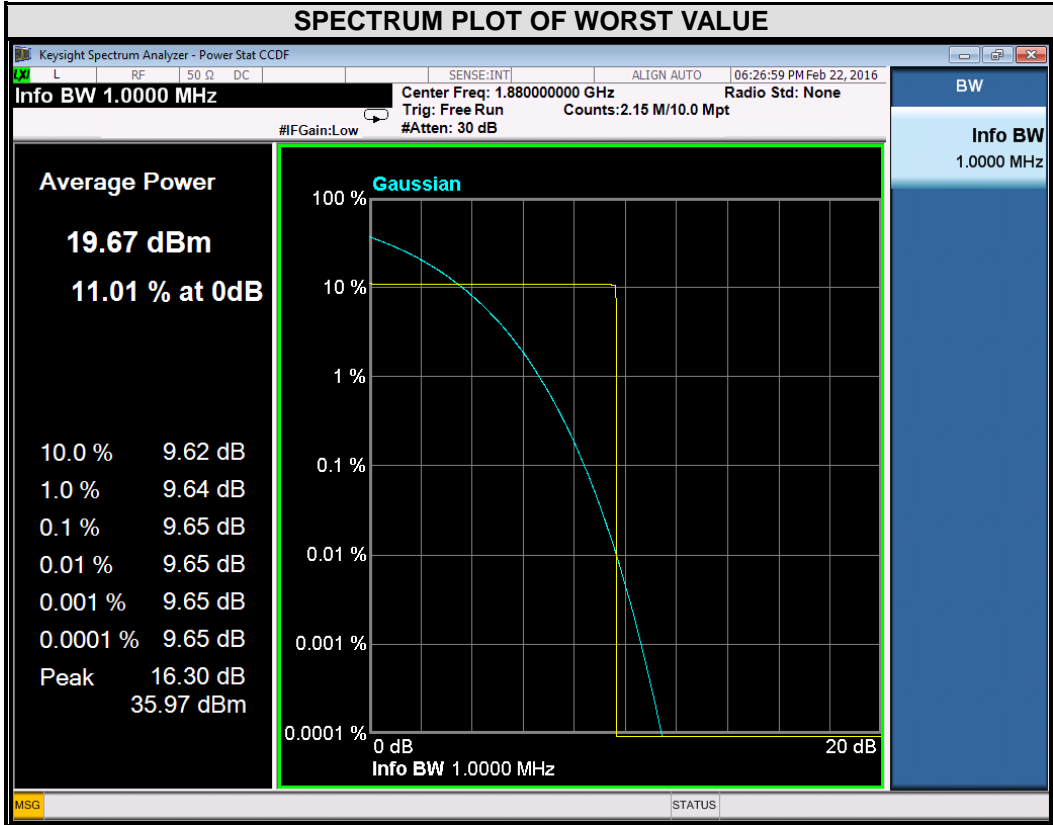 SPECTRUM PLOT OF WORST VALUE
Keysight Spectrum Analyzer - Power Stat CCDF
LXI L RF 50 Ω DC SENSE:INT ALIGN AUTO 06:26:59 PM Feb 22, 2016
Info BW 1.0000 MHz
Center Freq: 1.880000000 GHz Radio Std: None
Trig: Free Run Counts:2.15 M/10.0 Mpt
#IFGain:Low #Atten: 30 dB
BW
Info BW
1.0000 MHz
Average Power
19.67 dBm
11.01 % at 0dB
10.0 % 9.62 dB
1.0 % 9.64 dB
0.1 % 9.65 dB
0.01 % 9.65 dB
0.001 % 9.65 dB
0.0001 % 9.65 dB
Peak 16.30 dB
35.97 dBm
Gaussian
100 %
10 %
1 %
0.1 %
0.01 %
0.001 %
0.0001 %
0 dB 20 dB
Info BW 1.0000 MHz
MSG STATUS